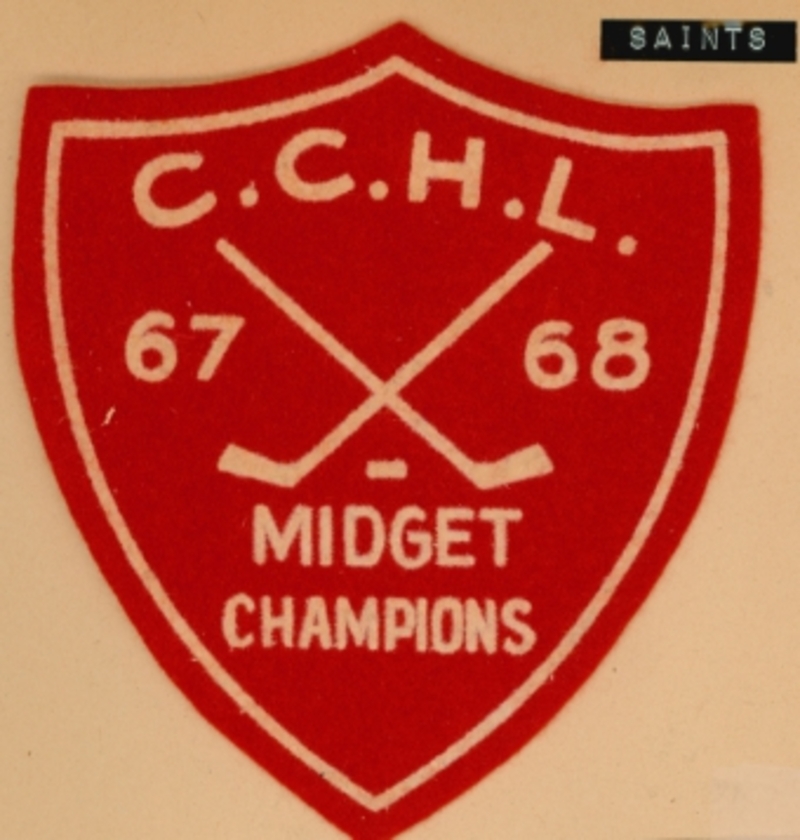 SAINTS
C.C.H.L.
67 68
MIDGET
CHAMPIONS